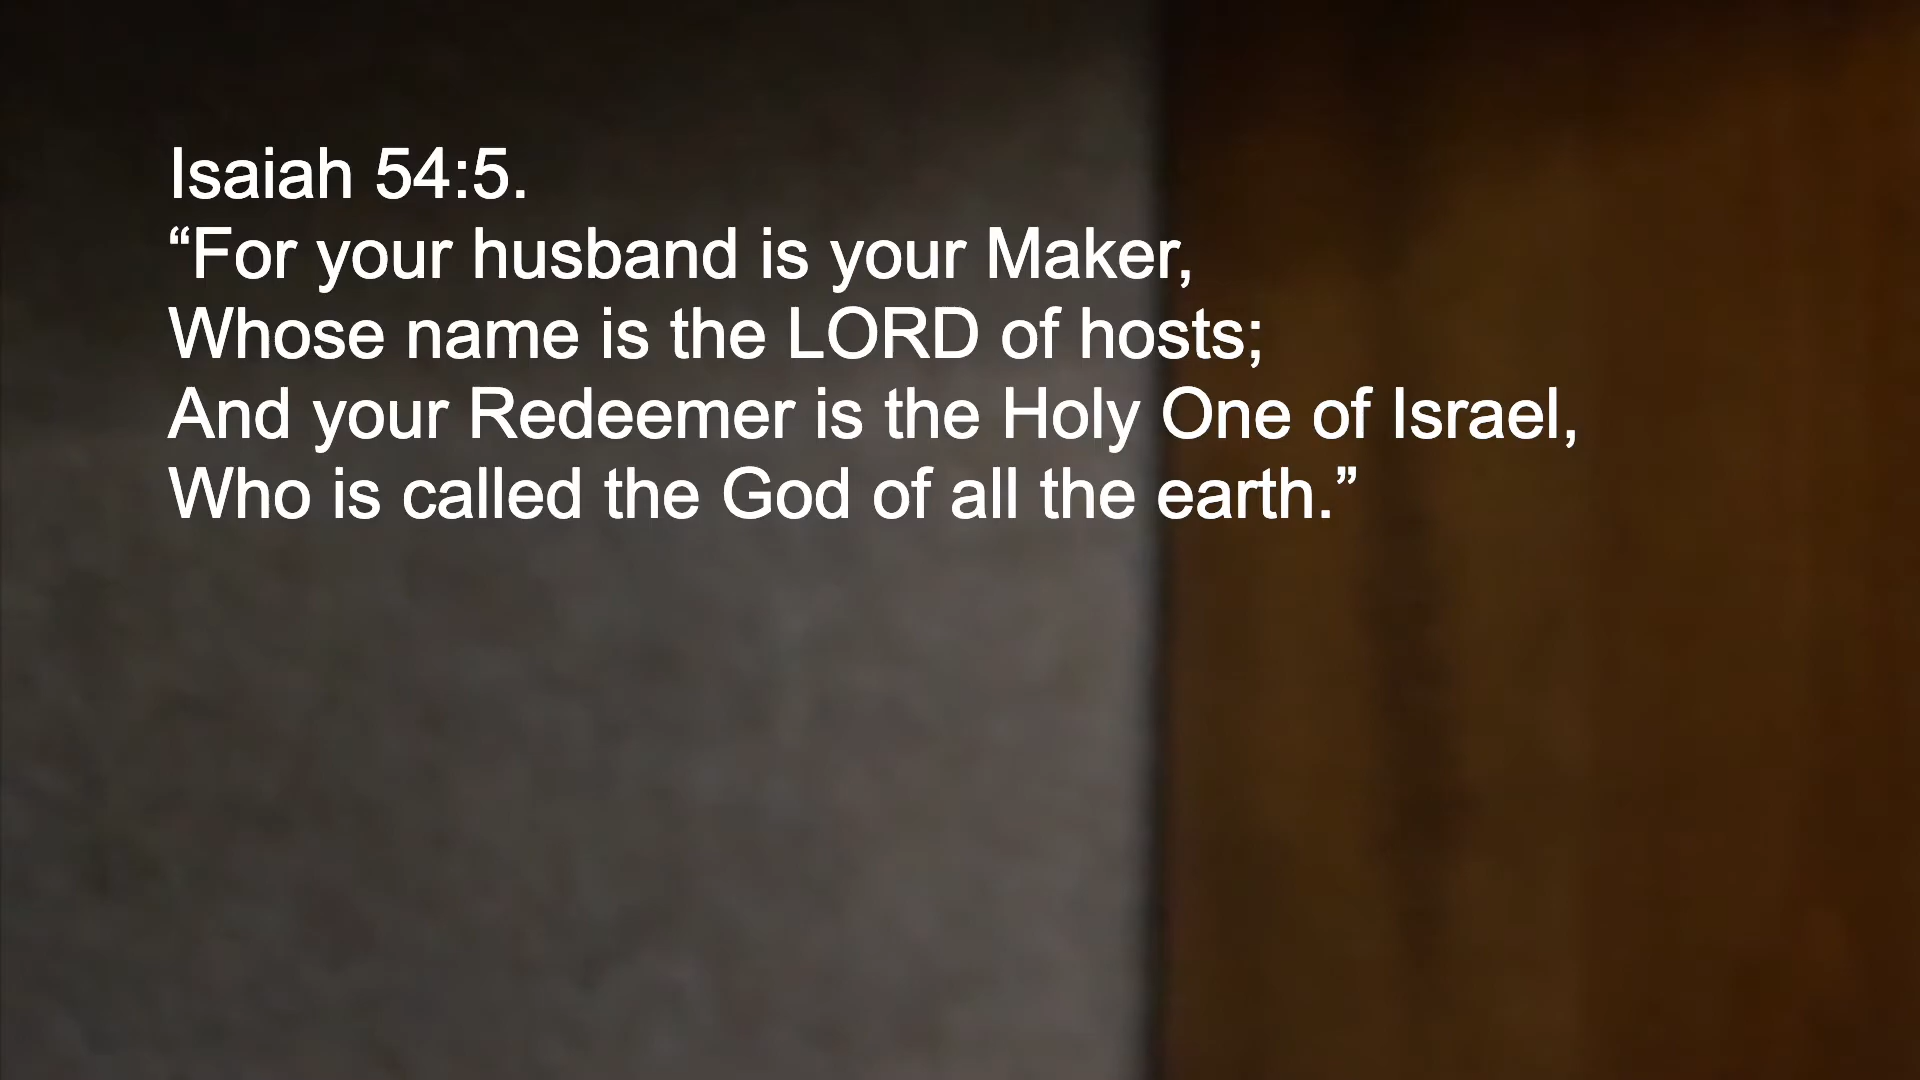 Isaiah 54:5.
“For your husband is your Maker,
Whose name is the LORD of hosts;
And your Redeemer is the Holy One of Israel,
Who is called the God of all the earth.”